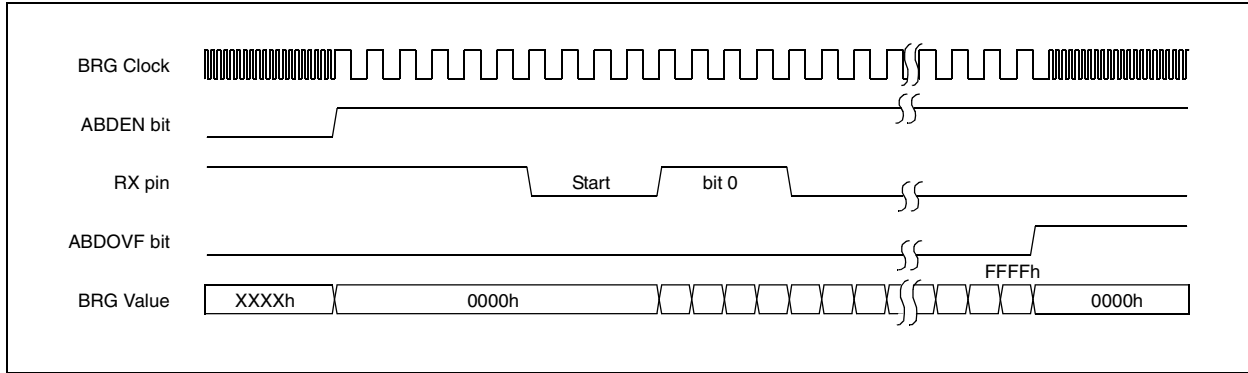 BRG Clock
ABDEN bit
RX pin
Start
bit 0
ABDOVF bit
FFFFh
BRG Value
XXXXh
0000h
0000h